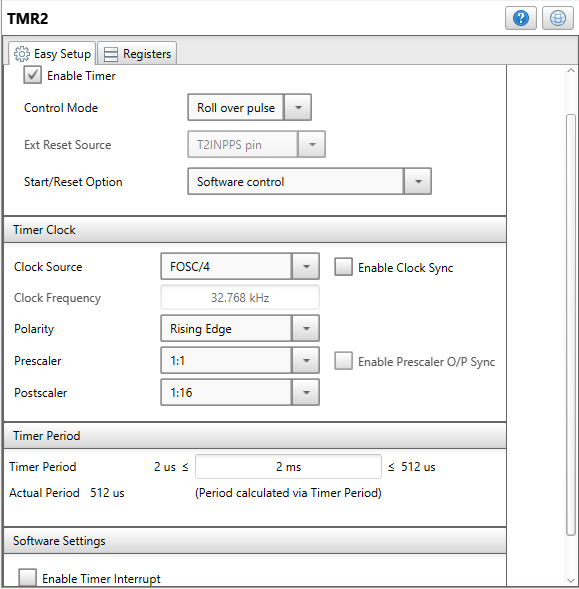 TMR2
Easy Setup Registers
Enable Timer
Control Mode Roll over pulse
Ext Reset Source T2INPPS pin
Start/Reset Option Software control
Timer Clock
Clock Source FOSC/4 Enable Clock Sync
Clock Frequency 32.768 kHz
Polarity Rising Edge
Prescaler 1:1 Enable Prescaler O/P Sync
Postscaler 1:16
Timer Period
Timer Period 2 us ≤ 2 ms ≤ 512 us
Actual Period 512 us (Period calculated via Timer Period)
Software Settings
Enable Timer Interrupt